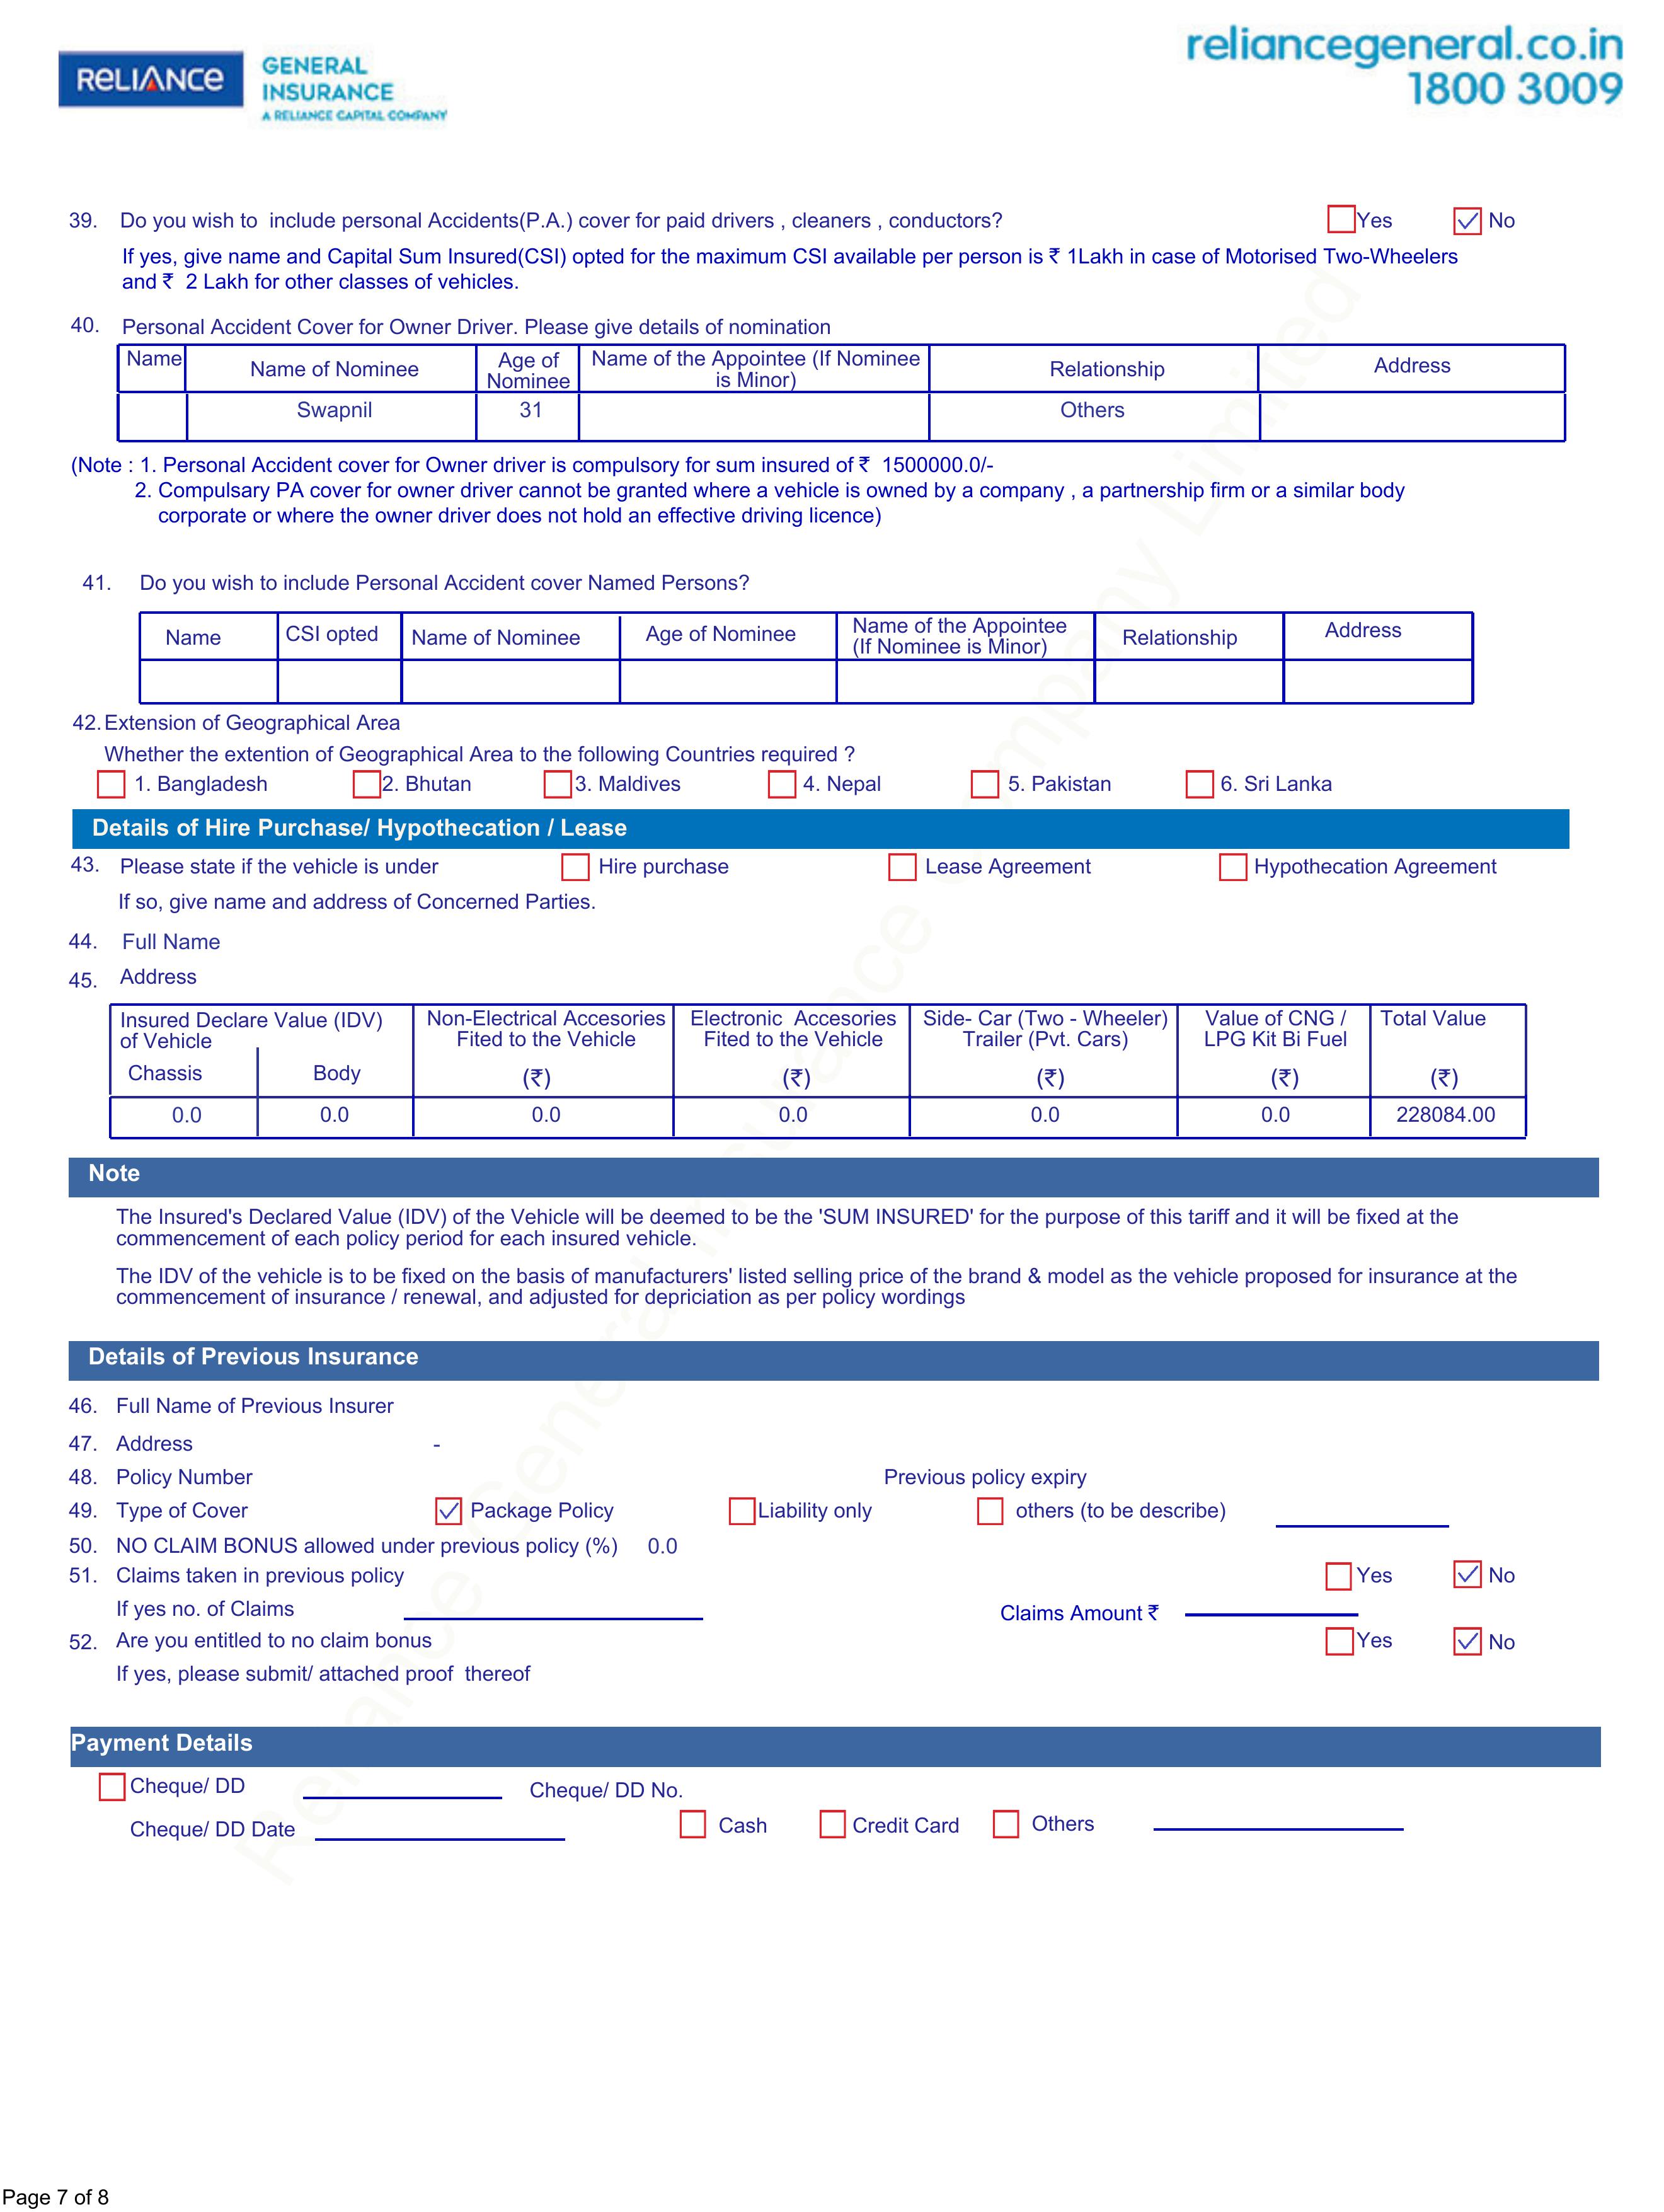 RELIANCE
GENERAL
INSURANCE
A RELIANCE CAPITAL COMPANY
reliancegeneral.co.in
1800 3009
39. Do you wish to include personal Accidents(P.A.) cover for paid drivers , cleaners , conductors? Yes No
If yes, give name and Capital Sum Insured(CSI) opted for the maximum CSI available per person is ₹ 1Lakh in case of Motorised Two-Wheelers
and ₹ 2 Lakh for other classes of vehicles.
40. Personal Accident Cover for Owner Driver. Please give details of nomination
Name Name of Nominee Age of Nominee Name of the Appointee (If Nominee is Minor) Relationship Address
Swapnil 31 Others
(Note : 1. Personal Accident cover for Owner driver is compulsory for sum insured of ₹ 1500000.0/-
2. Compulsary PA cover for owner driver cannot be granted where a vehicle is owned by a company , a partnership firm or a similar body
corporate or where the owner driver does not hold an effective driving licence)
41. Do you wish to include Personal Accident cover Named Persons?
Name CSI opted Name of Nominee Age of Nominee Name of the Appointee (If Nominee is Minor) Relationship Address
42. Extension of Geographical Area
Whether the extention of Geographical Area to the following Countries required ?
1. Bangladesh 2. Bhutan 3. Maldives 4. Nepal 5. Pakistan 6. Sri Lanka
Details of Hire Purchase/ Hypothecation / Lease
43. Please state if the vehicle is under Hire purchase Lease Agreement Hypothecation Agreement
If so, give name and address of Concerned Parties.
44. Full Name
45. Address
Insured Declare Value (IDV) of Vehicle Non-Electrical Accesories Fited to the Vehicle Electronic Accesories Fited to the Vehicle Side- Car (Two - Wheeler) Trailer (Pvt. Cars) Value of CNG / LPG Kit Bi Fuel Total Value
Chassis Body (₹) (₹) (₹) (₹) (₹)
0.0 0.0 0.0 0.0 0.0 0.0 228084.00
Note
The Insured's Declared Value (IDV) of the Vehicle will be deemed to be the 'SUM INSURED' for the purpose of this tariff and it will be fixed at the
commencement of each policy period for each insured vehicle.
The IDV of the vehicle is to be fixed on the basis of manufacturers' listed selling price of the brand & model as the vehicle proposed for insurance at the
commencement of insurance / renewal, and adjusted for depriciation as per policy wordings
Details of Previous Insurance
46. Full Name of Previous Insurer
47. Address -
48. Policy Number Previous policy expiry
49. Type of Cover Package Policy Liability only others (to be describe)
50. NO CLAIM BONUS allowed under previous policy (%) 0.0
51. Claims taken in previous policy Yes No
If yes no. of Claims Claims Amount ₹
52. Are you entitled to no claim bonus Yes No
If yes, please submit/ attached proof thereof
Payment Details
Cheque/ DD Cheque/ DD No.
Cheque/ DD Date Cash Credit Card Others
Reliance General Insurance Company Limited
Page 7 of 8